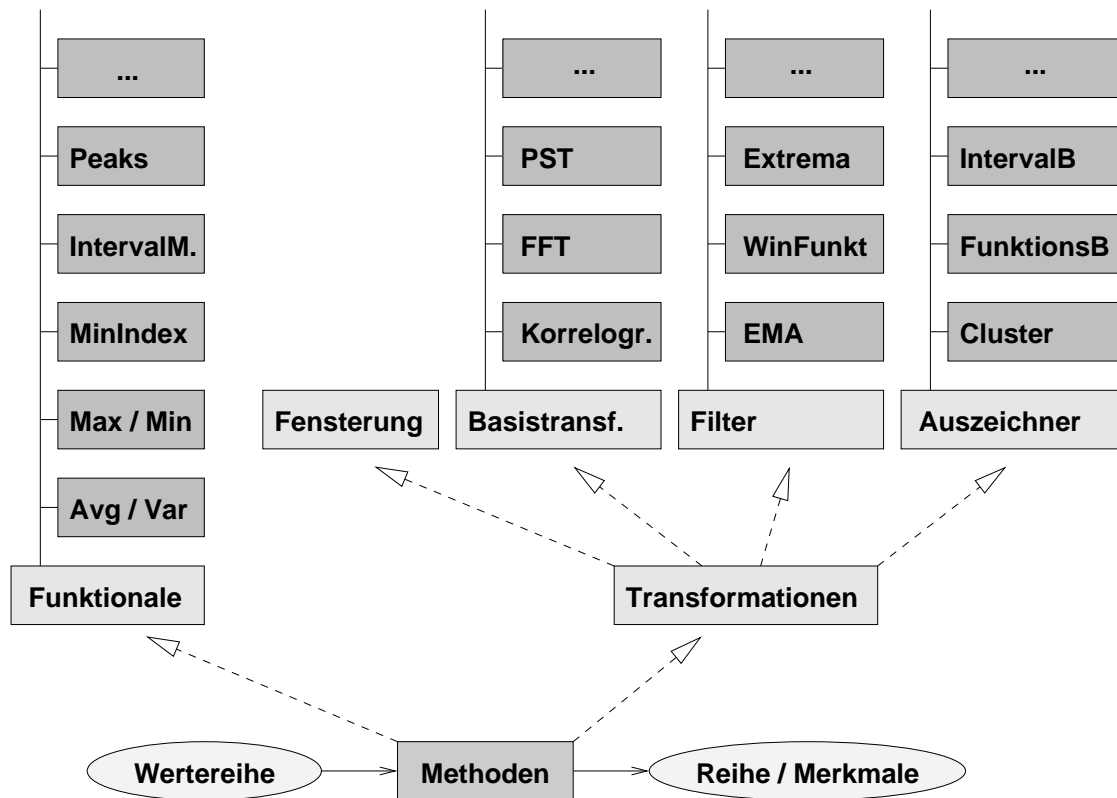 ...
...
...
...
Peaks
PST
Extrema
IntervalB
IntervalM.
FFT
WinFunkt
FunktionsB
MinIndex
Korrelogr.
EMA
Cluster
Max / Min
Fensterung
Basistransf.
Filter
Auszeichner
Avg / Var
Funktionale
Transformationen
Wertereihe
Methoden
Reihe / Merkmale